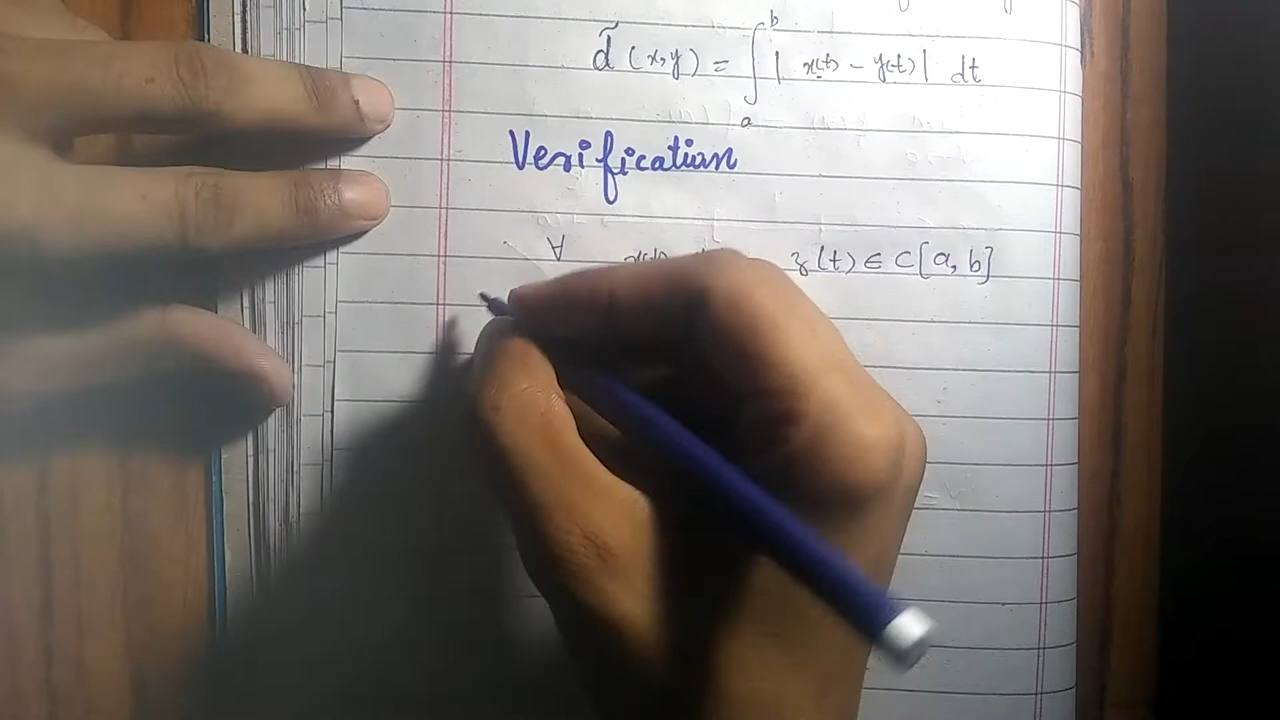 d̃ (x,y) = ∫ₐᵇ | x(t) - y(t) | dt
Verification
∀ x(t) z(t) ∈ C[a, b]